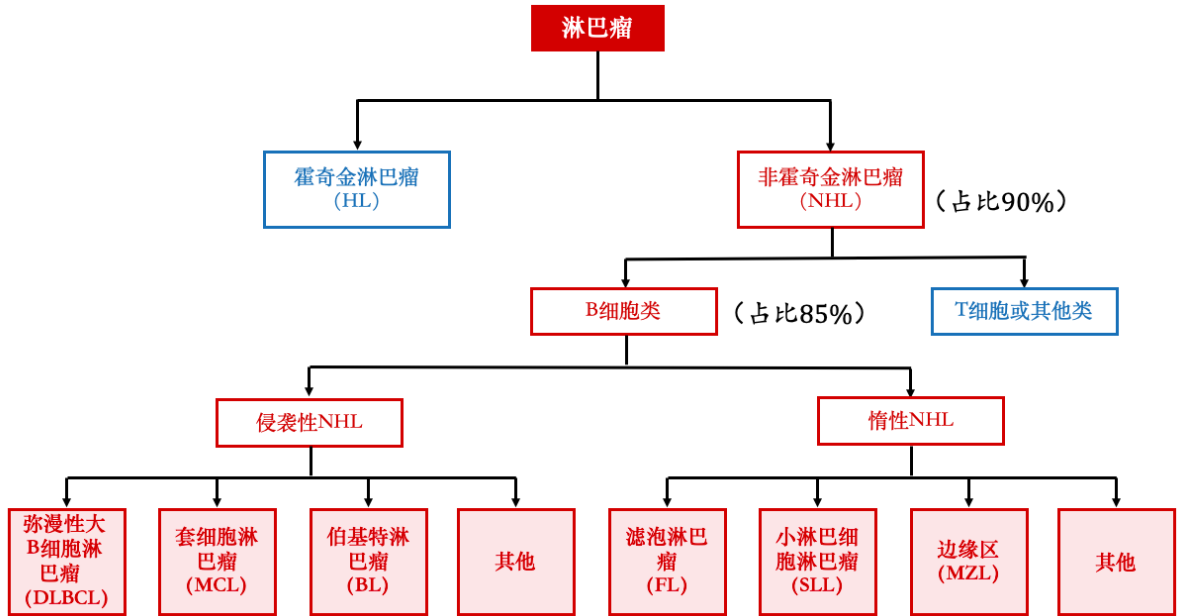 淋巴瘤
霍奇金淋巴瘤
(HL)
非霍奇金淋巴瘤
(NHL)
（占比90%）
B细胞类
（占比85%）
T细胞或其他类
侵袭性NHL
惰性NHL
弥漫性大
B细胞淋
巴瘤
(DLBCL)
套细胞淋
巴瘤
(MCL)
伯基特淋
巴瘤
(BL)
其他
滤泡淋巴
瘤
(FL)
小淋巴细
胞淋巴瘤
(SLL)
边缘区
(MZL)
其他